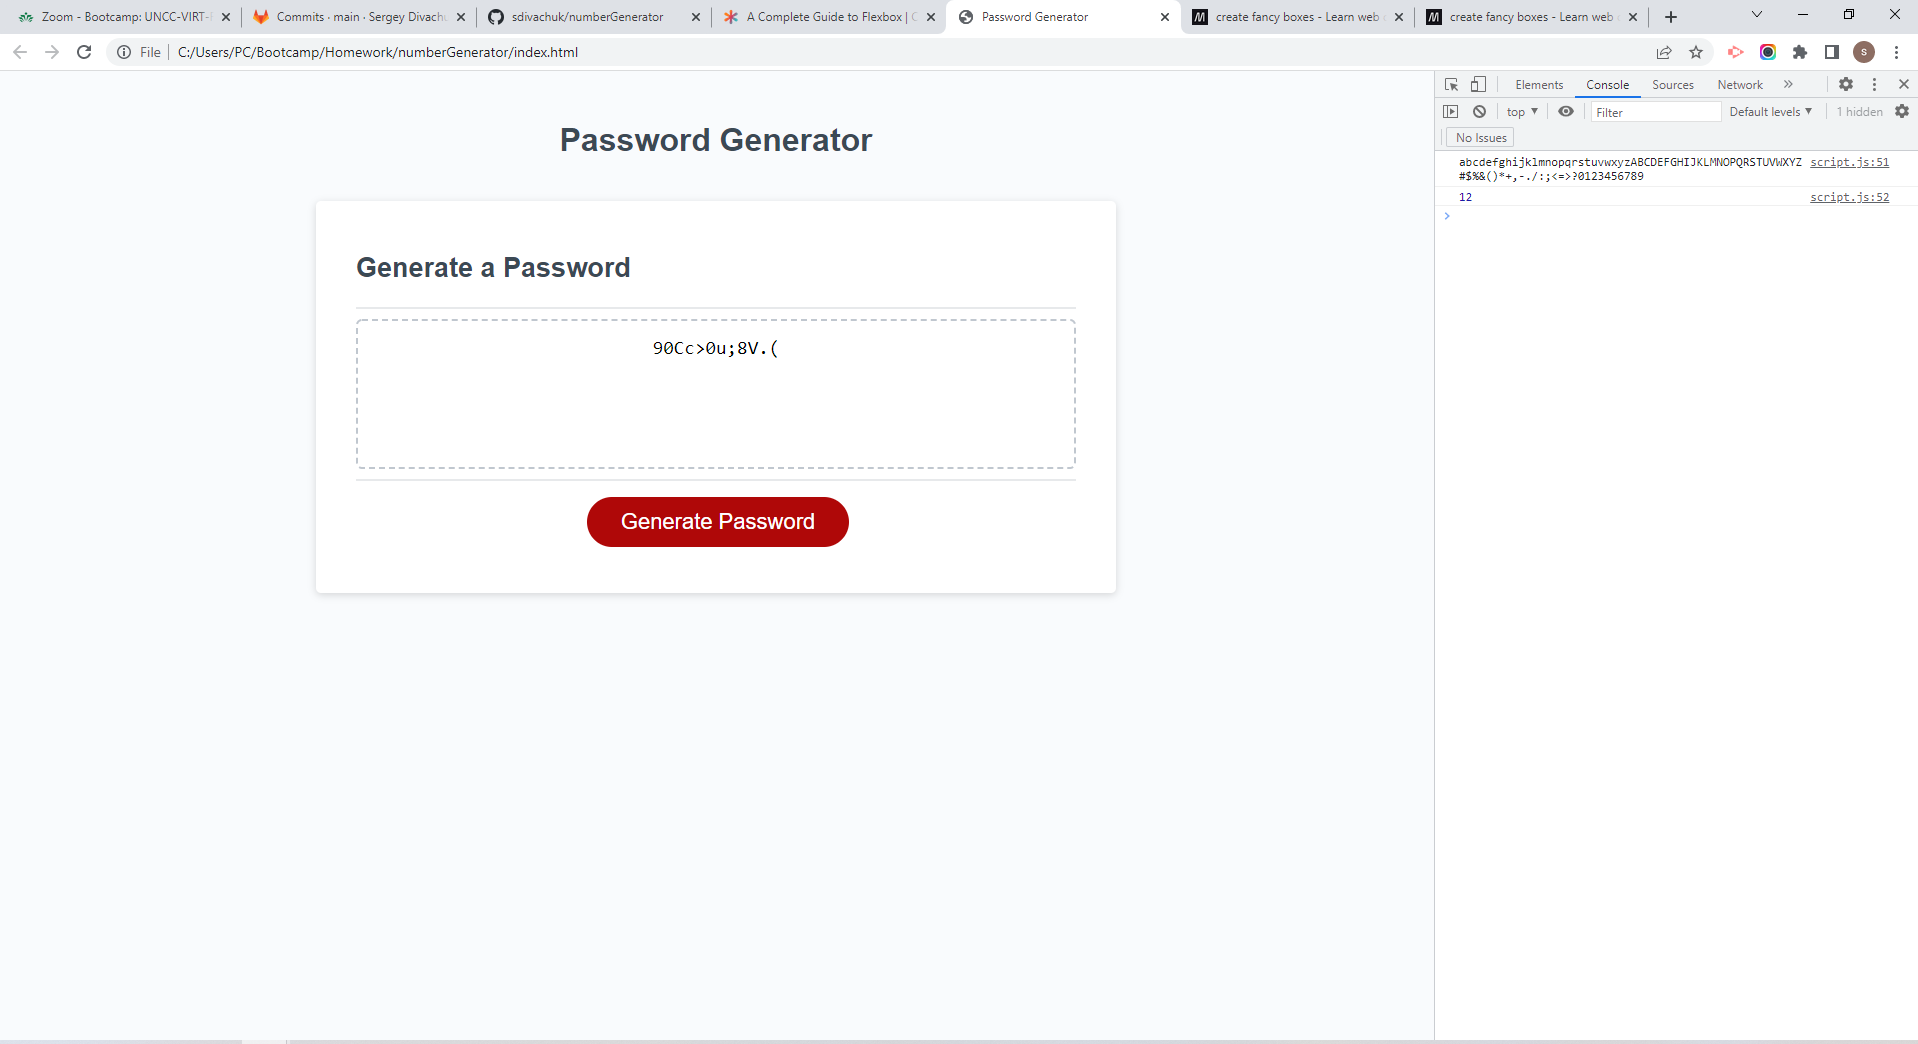 Zoom - Bootcamp: UNCC-VIRT-
Commits · main · Sergey Divachu
sdivachuk/numberGenerator
A Complete Guide to Flexbox | C
Password Generator
create fancy boxes - Learn web
create fancy boxes - Learn web
File
C:/Users/PC/Bootcamp/Homework/numberGenerator/index.html
S
Elements
Console
Sources
Network
top
Filter
Default levels
1 hidden
No Issues
abcdefghijklmnopqrstuvwxyzABCDEFGHIJKLMNOPQRSTUVWXYZ script.js:51
#$%&()*+,-./:;<=>?0123456789
12 script.js:52
Password Generator
Generate a Password
90Cc>0u;8V.(
Generate Password